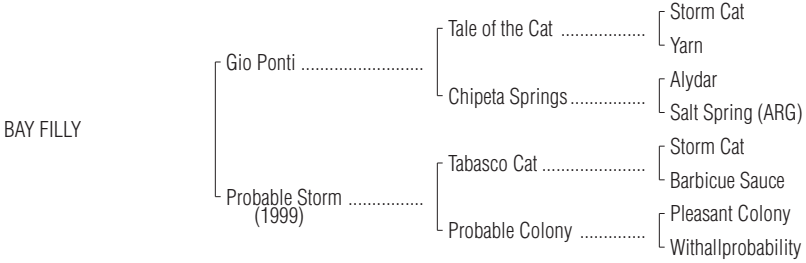 Storm Cat
Tale of the Cat ..................
Yarn
Gio Ponti ..........................
Alydar
Chipeta Springs................
Salt Spring (ARG)
BAY FILLY
Storm Cat
Tabasco Cat ......................
Barbicue Sauce
Probable Storm ................
(1999)
Pleasant Colony
Probable Colony ..............
Withallprobability